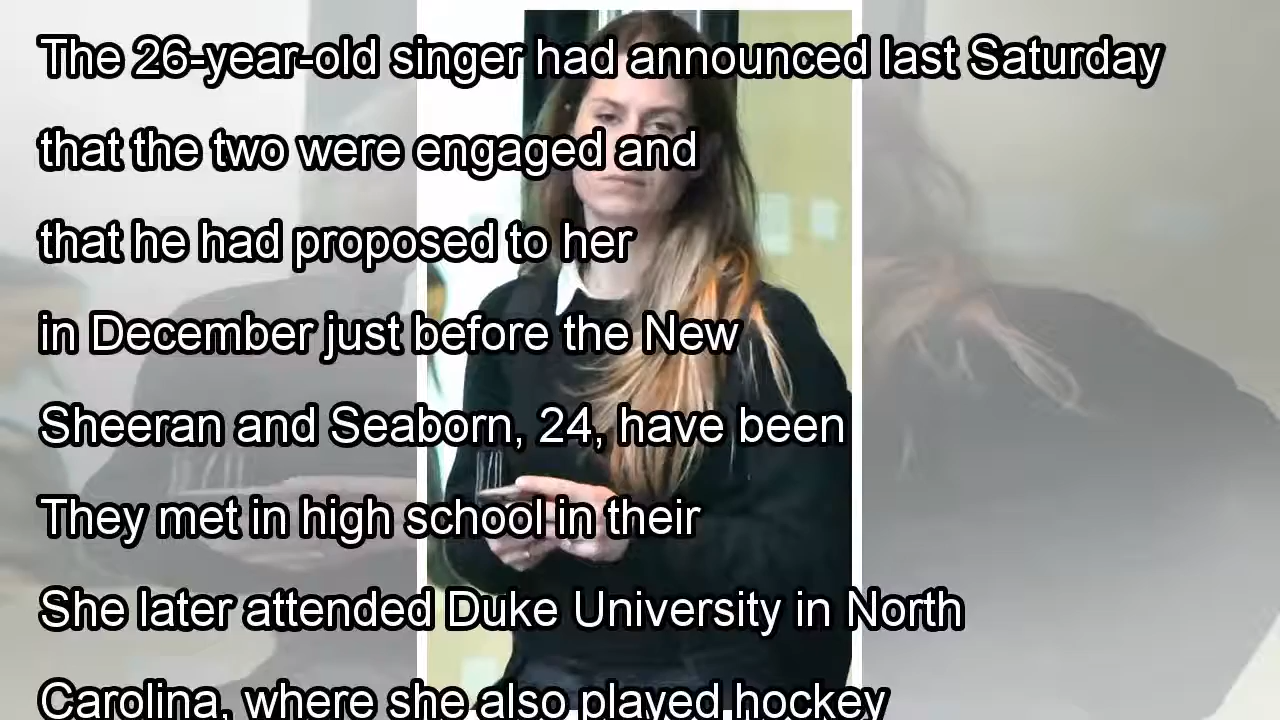 The 26-year-old singer had announced last Saturday
that the two were engaged and
that he had proposed to her
in December just before the New
Sheeran and Seaborn, 24, have been
They met in high school in their
She later attended Duke University in North
Carolina, where she also played hockey